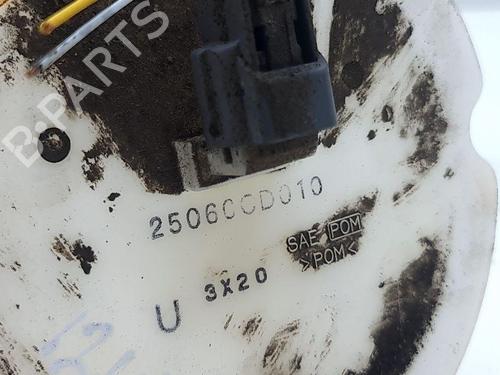 B-PARTS
25060CD010
SAE POM
>POM<
U 3X20